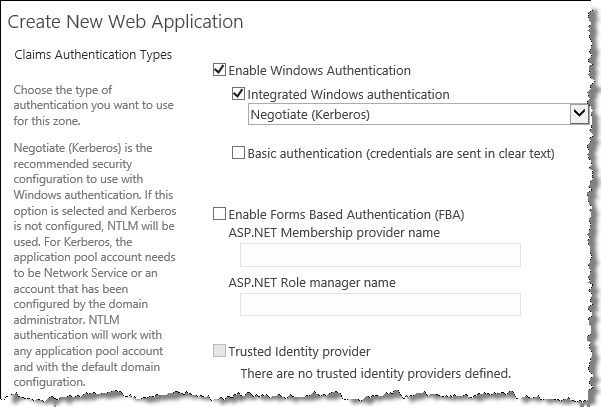 Create New Web Application
Claims Authentication Types
Choose the type of
authentication you want to use
for this zone.
Negotiate (Kerberos) is the
recommended security
configuration to use with
Windows authentication. If this
option is selected and Kerberos
is not configured, NTLM will be
used. For Kerberos, the
application pool account needs
to be Network Service or an
account that has been
configured by the domain
administrator. NTLM
authentication will work with
any application pool account
and with the default domain
configuration.
Enable Windows Authentication
Integrated Windows authentication
Negotiate (Kerberos)
Basic authentication (credentials are sent in clear text)
Enable Forms Based Authentication (FBA)
ASP.NET Membership provider name
ASP.NET Role manager name
Trusted Identity provider
There are no trusted identity providers defined.